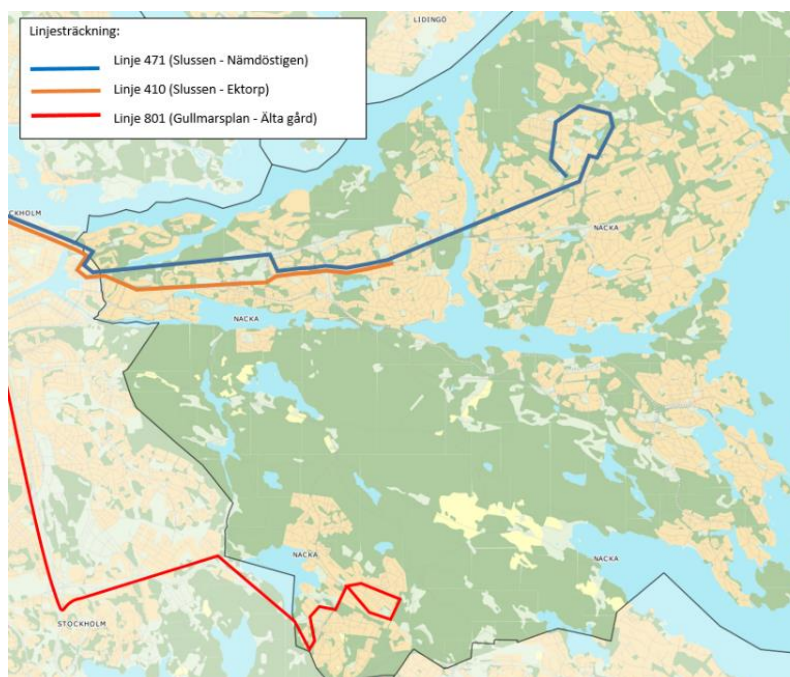 Linjesträckning:
Linje 471 (Slussen - Nämdöstigen)
Linje 410 (Slussen - Ektorp)
Linje 801 (Gullmarsplan - Älta gård)
LIDINGÖ
CKHOLM
NACKA
NACKA
NACKA
NACKA
STOCKHOLM